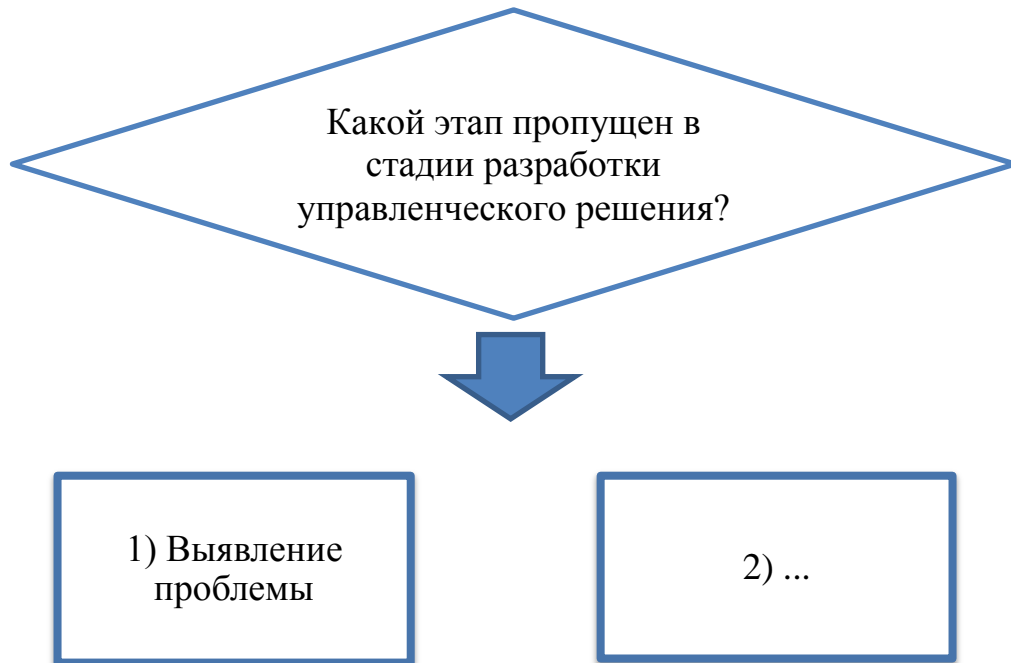 Какой этап пропущен в
стадии разработки
управленческого решения?
1) Выявление
проблемы
2) ...